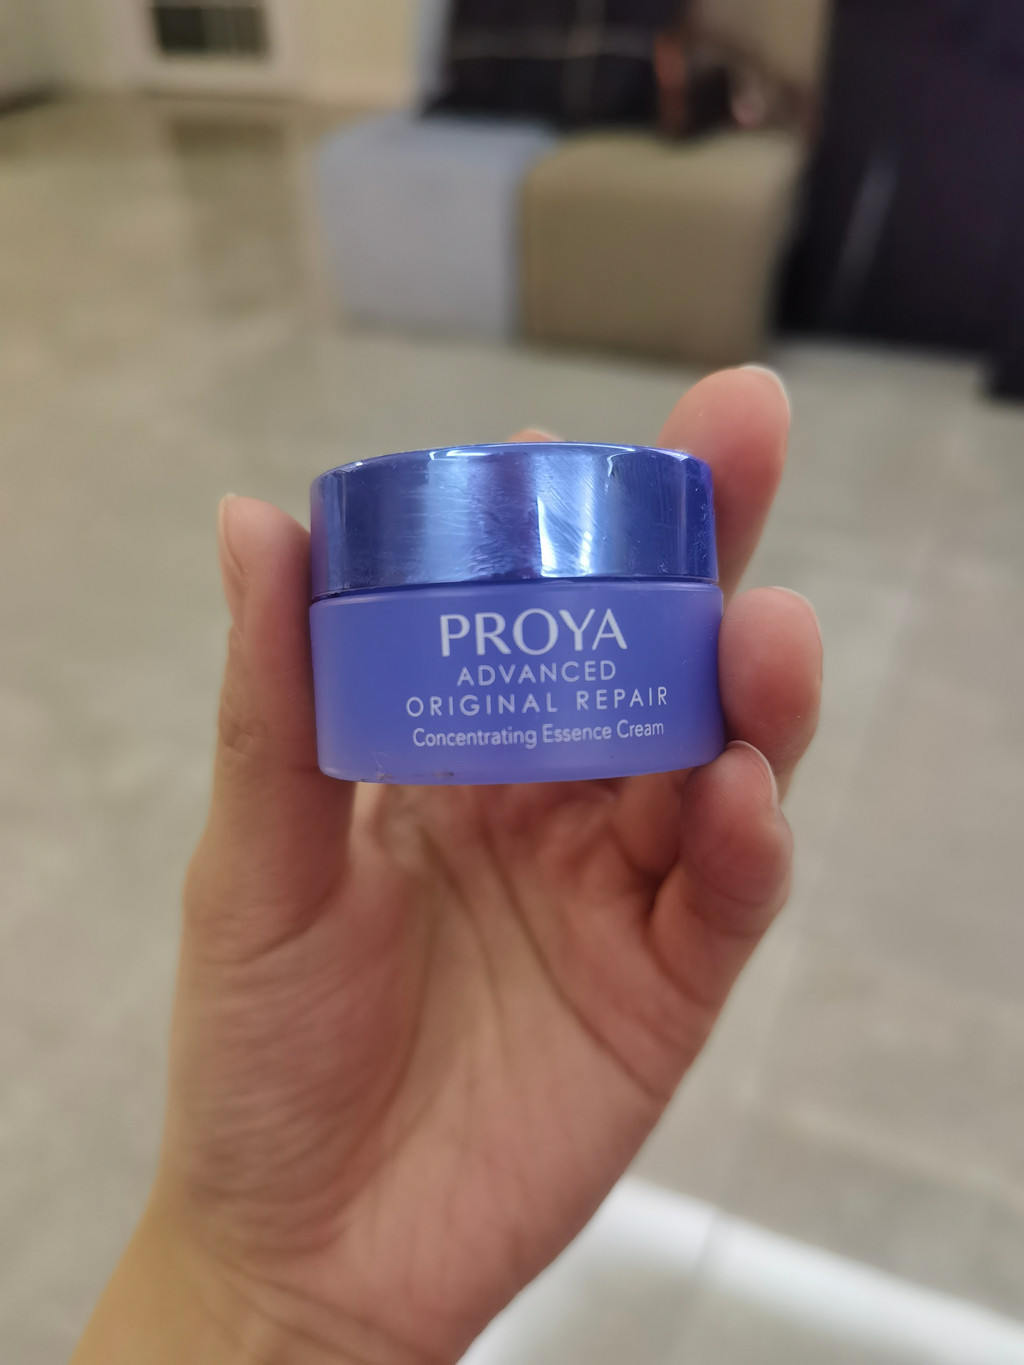 PROYA
ADVANCED
ORIGINAL REPAIR
Concentrating Essence Cream